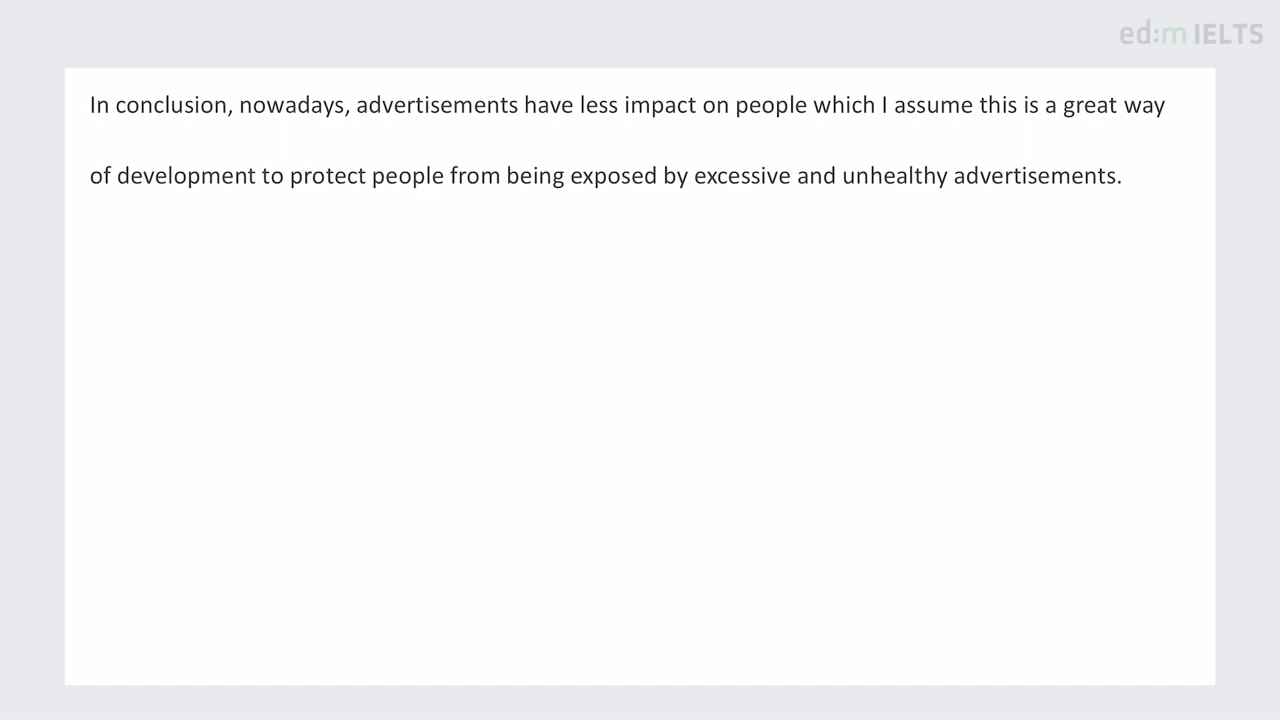 ed:m IELTS
In conclusion, nowadays, advertisements have less impact on people which I assume this is a great way
of development to protect people from being exposed by excessive and unhealthy advertisements.